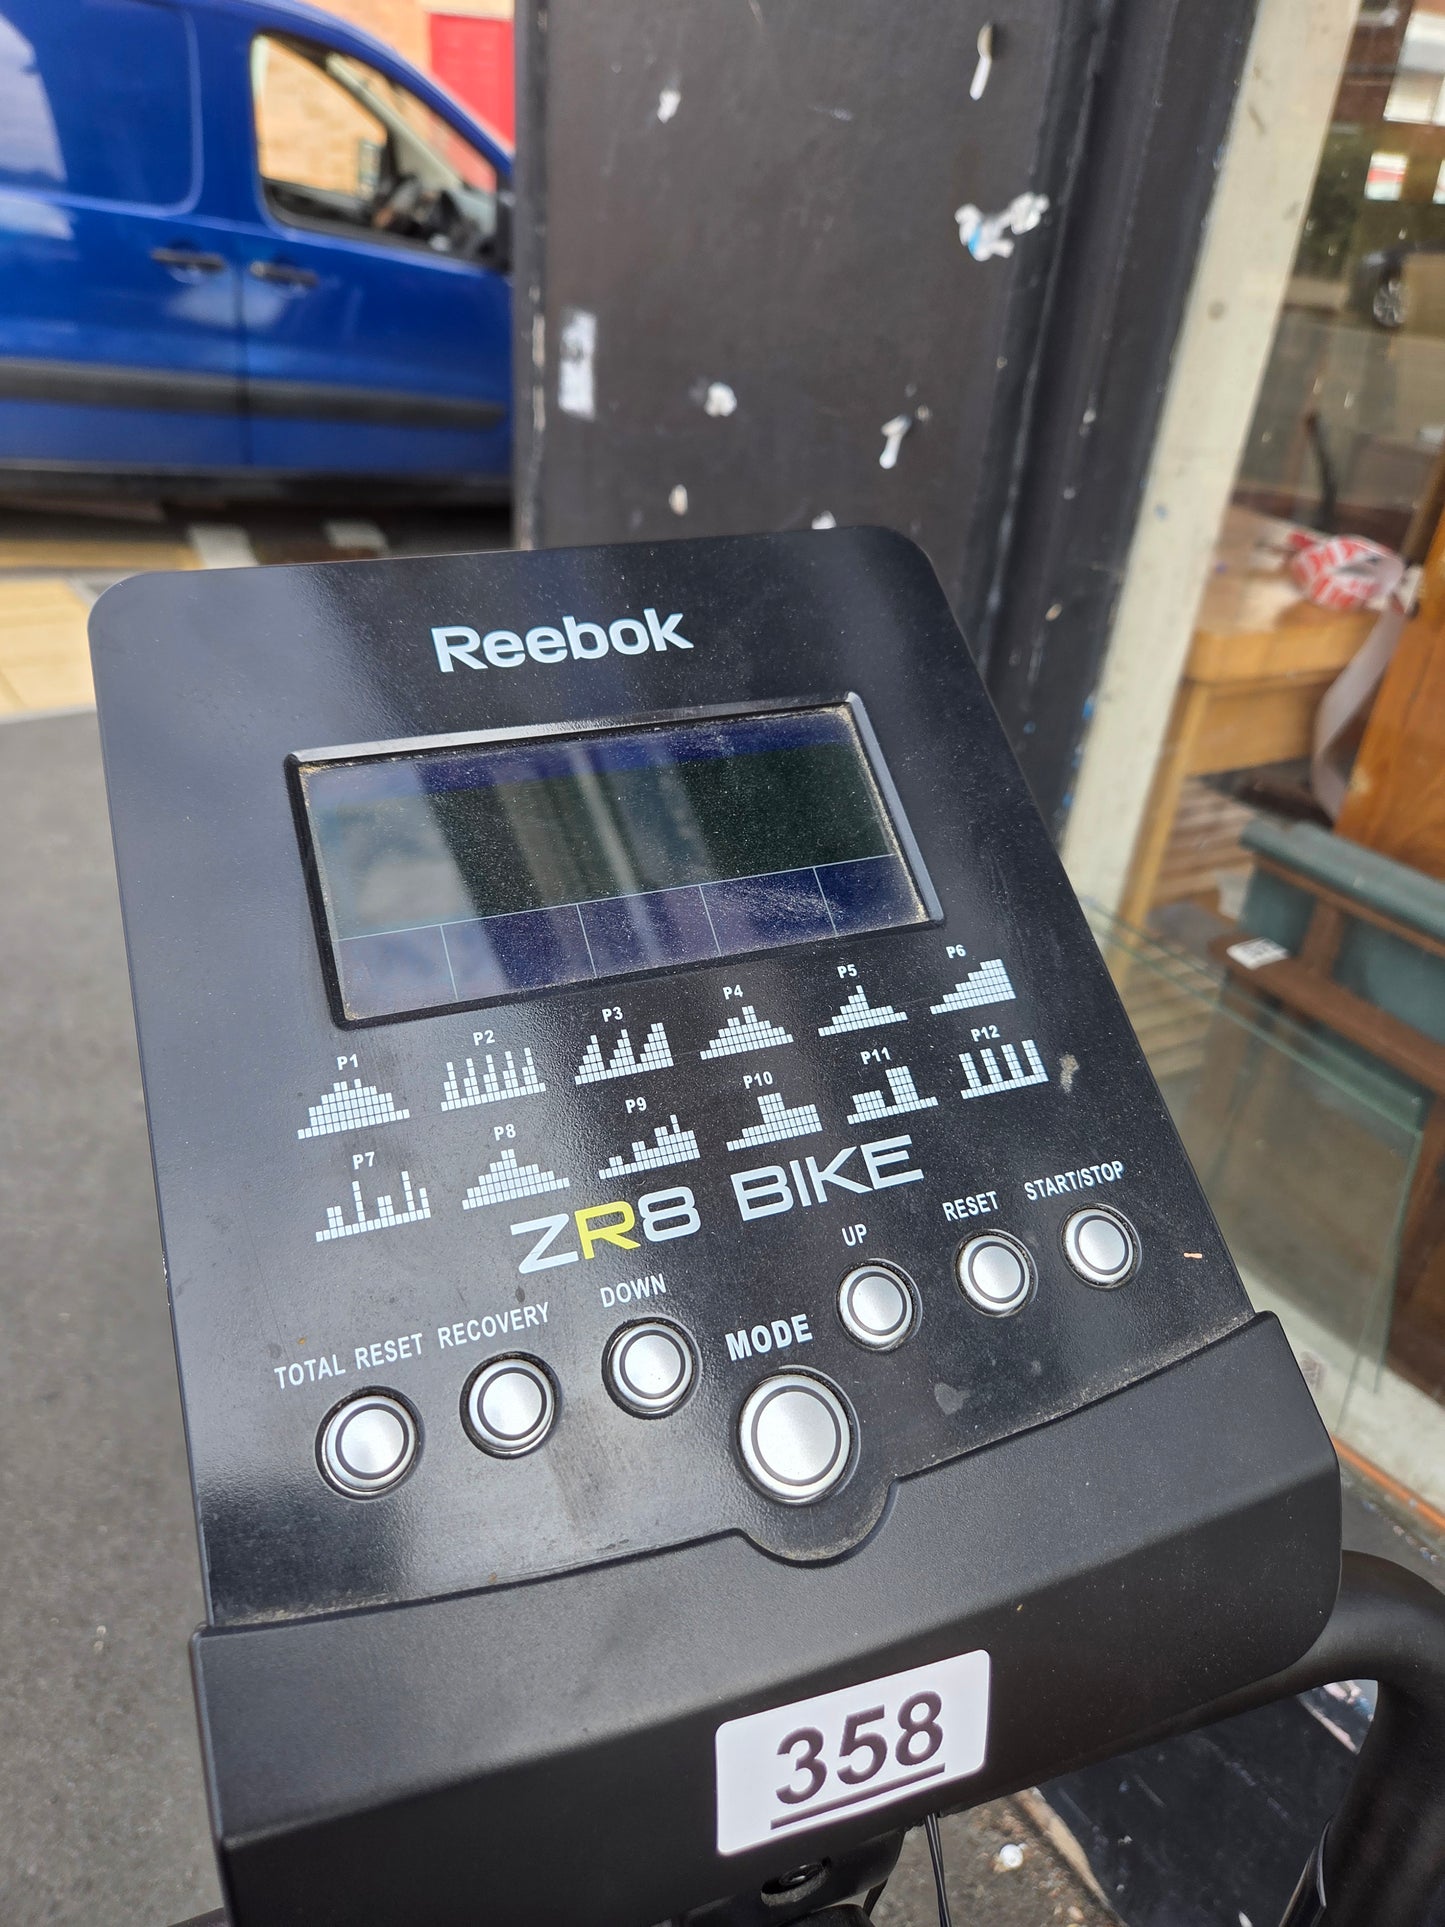 Reebok
P1 P2 P3 P4 P5 P6
P7 P8 P9 P10 P11 P12
ZR8 BIKE
TOTAL RESET RECOVERY DOWN MODE UP RESET START/STOP
358